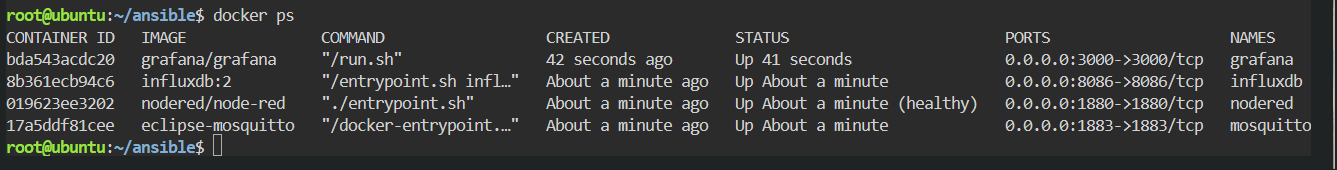 root@ubuntu:~/ansible$ docker ps
CONTAINER ID   IMAGE               COMMAND                  CREATED              STATUS                        PORTS                    NAMES
bda543acdc20   grafana/grafana     "/run.sh"                42 seconds ago       Up 41 seconds                 0.0.0.0:3000->3000/tcp   grafana
8b361ecb94c6   influxdb:2          "/entrypoint.sh infl…"   About a minute ago   Up About a minute             0.0.0.0:8086->8086/tcp   influxdb
019623ee3202   nodered/node-red    "./entrypoint.sh"        About a minute ago   Up About a minute (healthy)   0.0.0.0:1880->1880/tcp   nodered
17a5ddf81cee   eclipse-mosquitto   "/docker-entrypoint.…"   About a minute ago   Up About a minute             0.0.0.0:1883->1883/tcp   mosquitto
root@ubuntu:~/ansible$